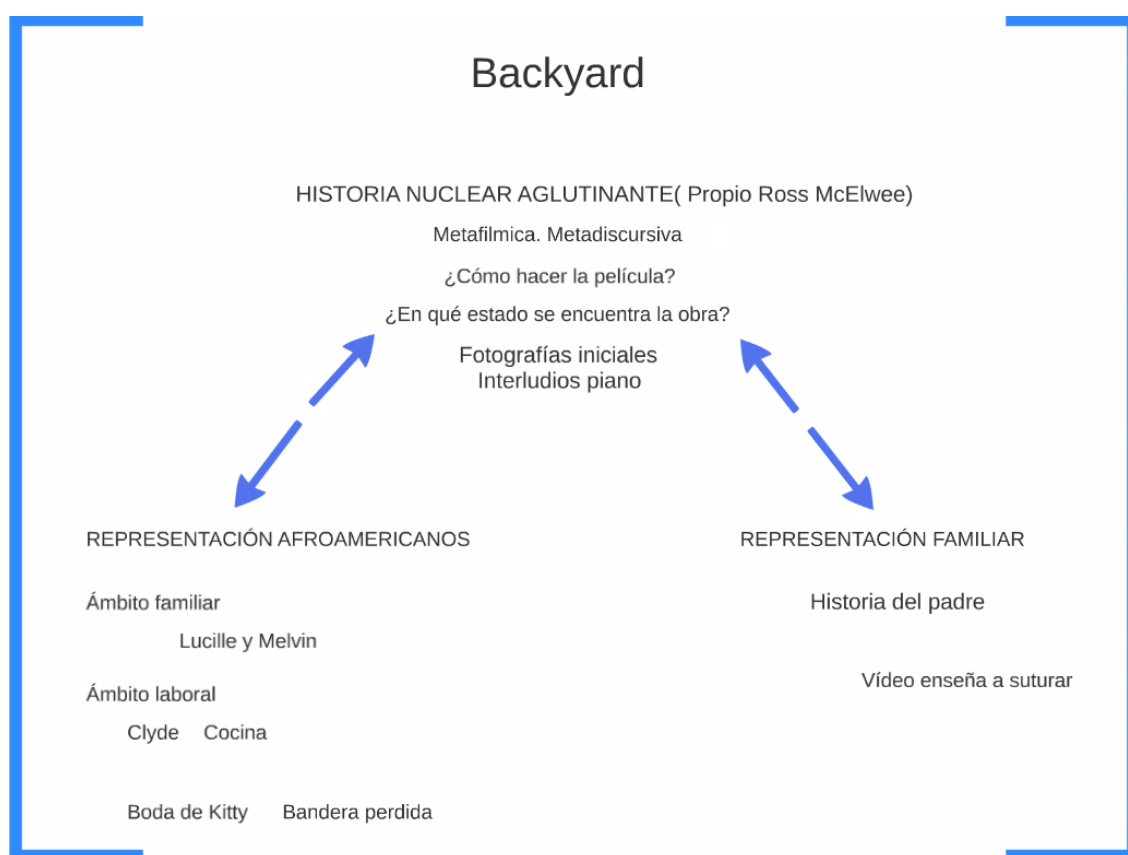 Backyard
HISTORIA NUCLEAR AGLUTINANTE( Propio Ross McElwee)
Metafilmica. Metadiscursiva
¿Cómo hacer la película?
¿En qué estado se encuentra la obra?
Fotografías iniciales
Interludios piano
REPRESENTACIÓN AFROAMERICANOS
Ámbito familiar
Lucille y Melvin
Ámbito laboral
Clyde Cocina
Boda de Kitty Bandera perdida
REPRESENTACIÓN FAMILIAR
Historia del padre
Vídeo enseña a suturar